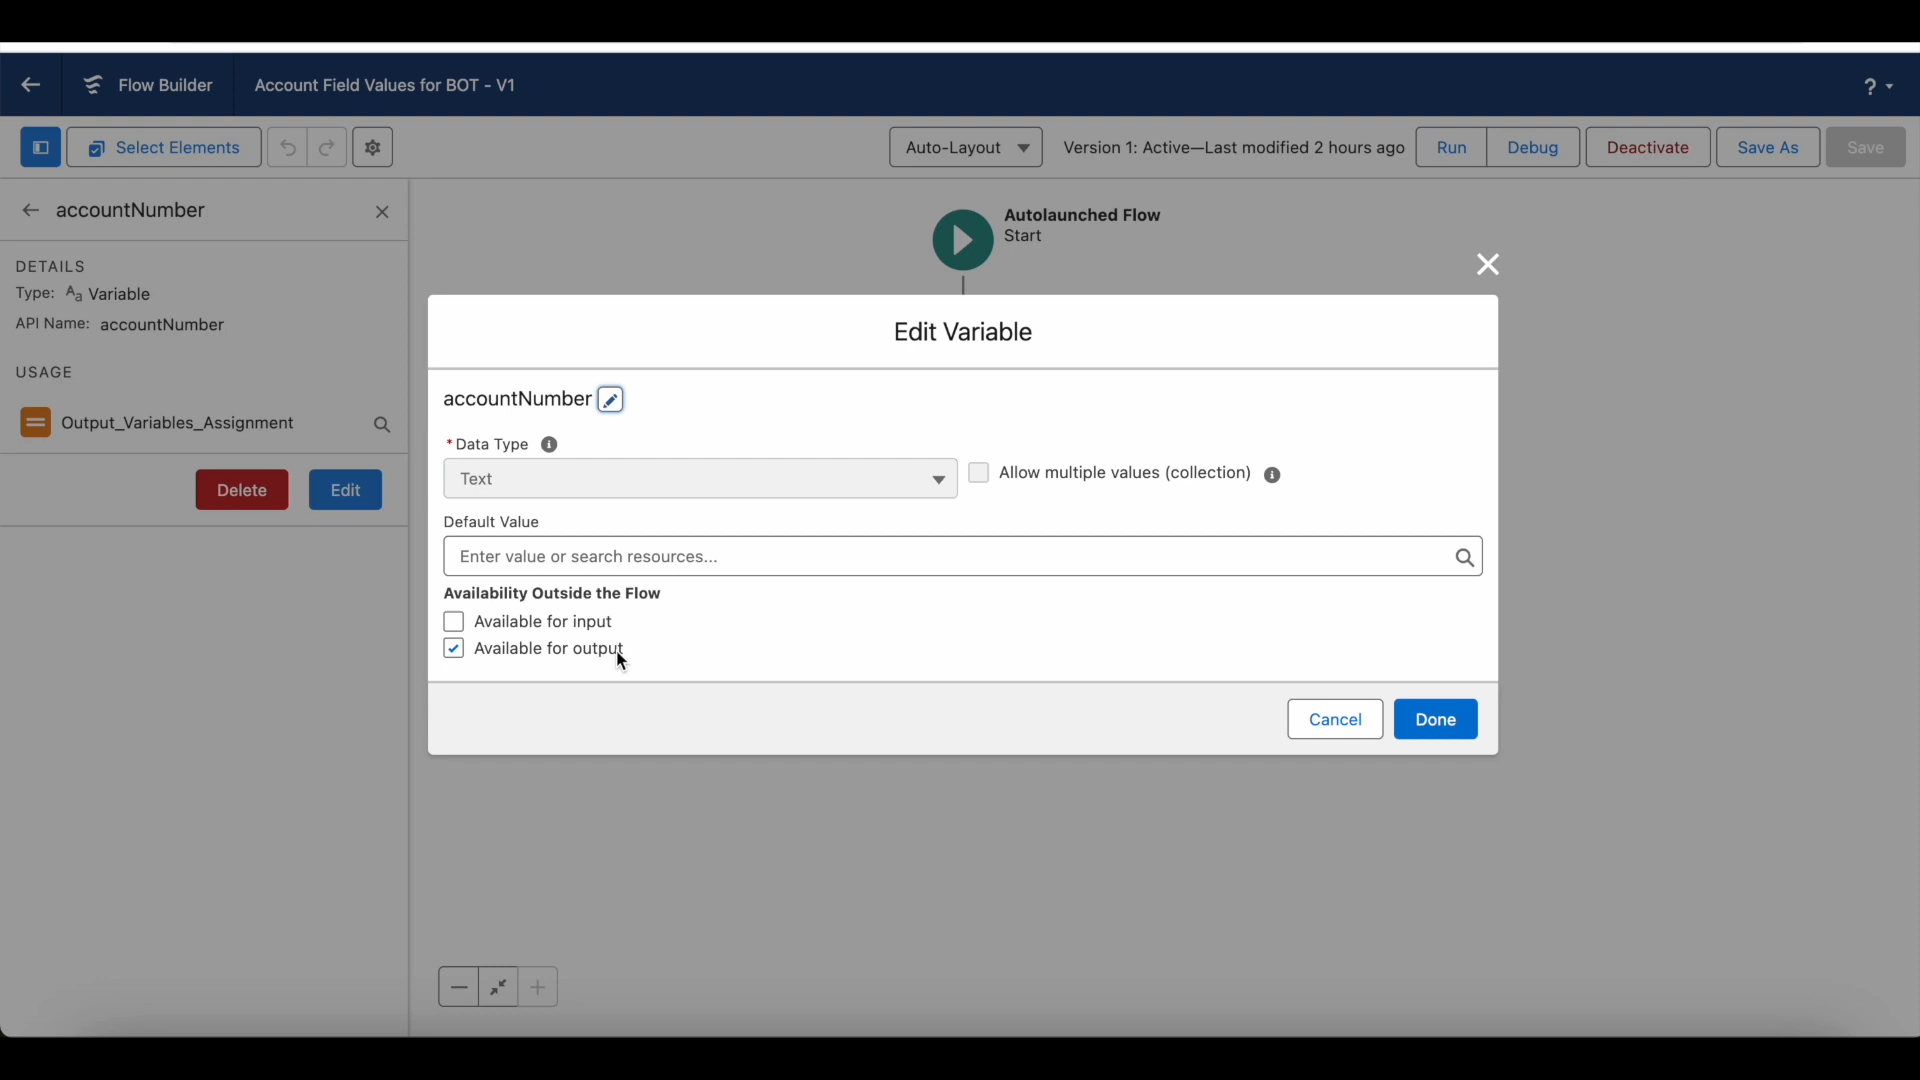 Flow Builder
Account Field Values for BOT - V1
?
Select Elements
Auto-Layout
Version 1: Active—Last modified 2 hours ago
Run
Debug
Deactivate
Save As
Save
accountNumber
DETAILS
Type: Aa Variable
API Name: accountNumber
USAGE
Output_Variables_Assignment
Delete
Edit
Autolaunched Flow
Start
Edit Variable
accountNumber
* Data Type
Text
Allow multiple values (collection)
Default Value
Enter value or search resources...
Availability Outside the Flow
Available for input
Available for output
Cancel
Done